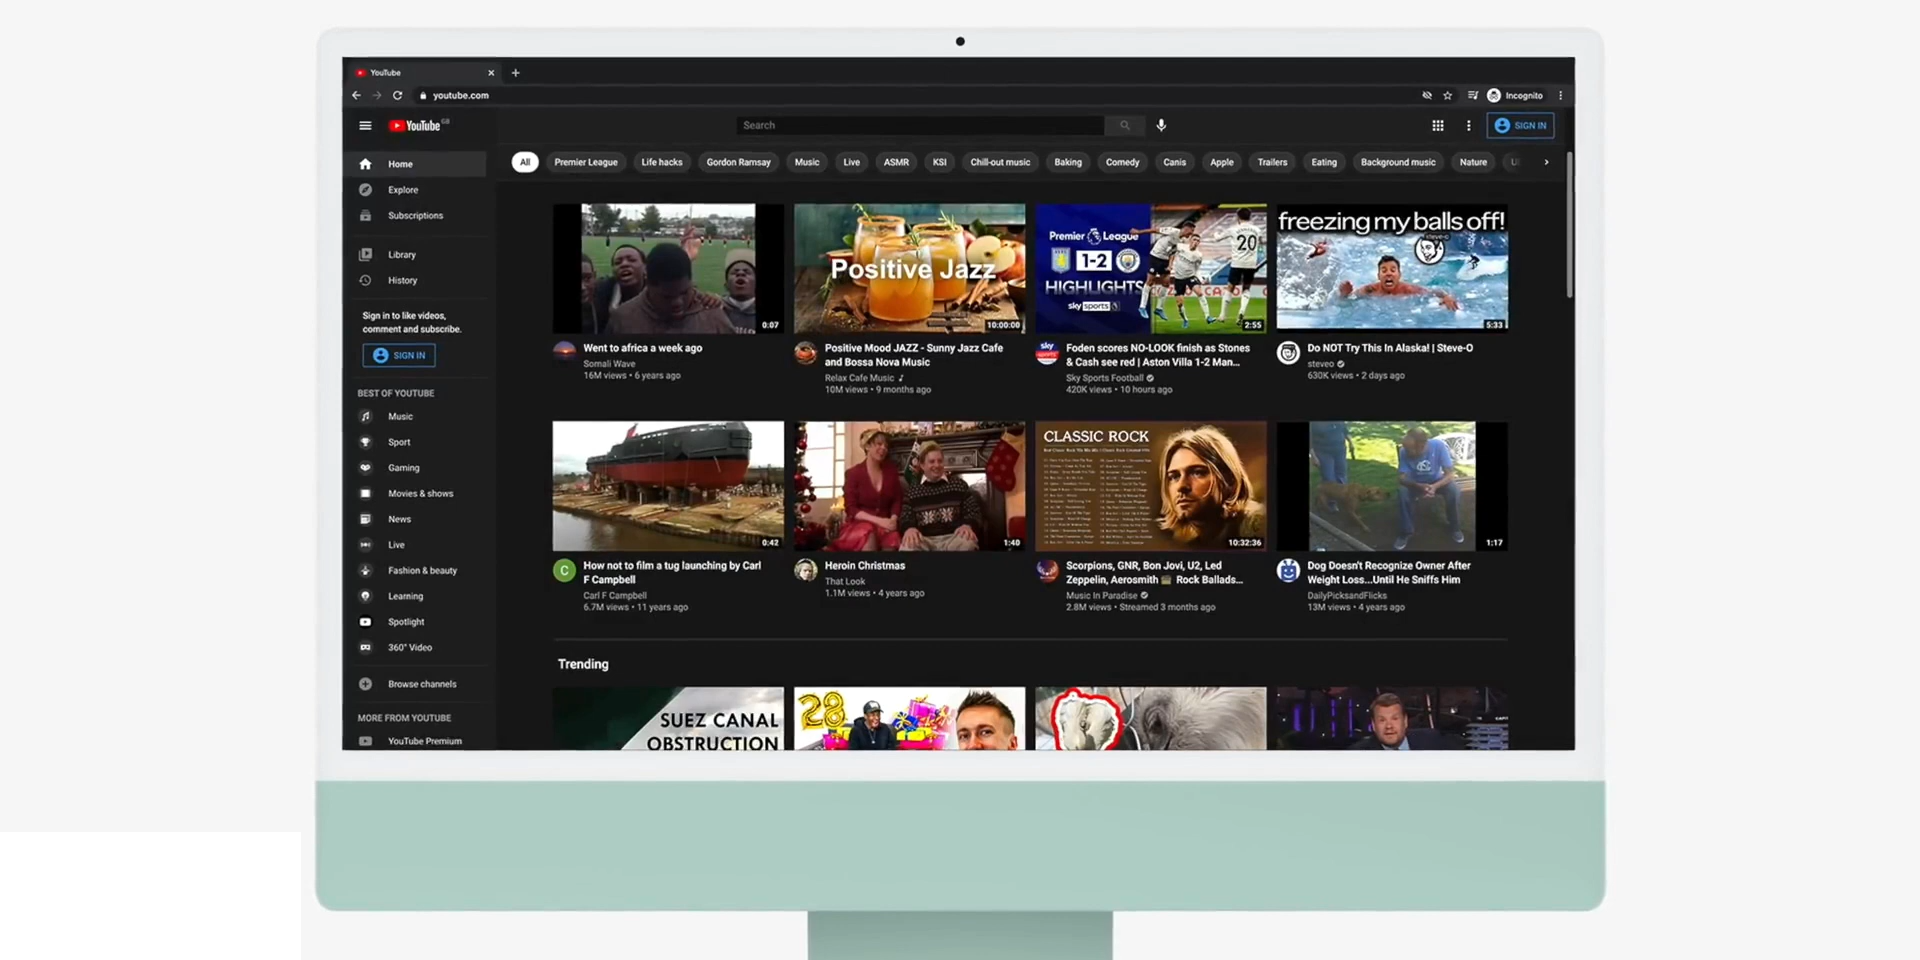 YouTube
youtube.com
Incognito
YouTube GB
Search
SIGN IN
All
Premier League
Life hacks
Gordon Ramsay
Music
Live
ASMR
KSI
Chill-out music
Baking
Comedy
Canis
Apple
Trailers
Eating
Background music
Nature
Home
Explore
Subscriptions
Library
History
Sign in to like videos,
comment and subscribe.
SIGN IN
BEST OF YOUTUBE
Music
Sport
Gaming
Movies & shows
News
Live
Fashion & beauty
Learning
Spotlight
360° Video
Browse channels
MORE FROM YOUTUBE
YouTube Premium
0:07
Went to africa a week ago
Somali Wave
16M views • 6 years ago
Positive Jazz
10:00:00
Positive Mood JAZZ - Sunny Jazz Cafe
and Bossa Nova Music
Relax Cafe Music ♪
10M views • 9 months ago
Premier League
1-2
HIGHLIGHTS
sky sports
20
2:55
sky sports
Foden scores NO-LOOK finish as Stones
& Cash see red | Aston Villa 1-2 Man...
Sky Sports Football
420K views • 10 hours ago
freezing my balls off!
steve-o
5:33
Do NOT Try This In Alaska! | Steve-O
steveo
630K views • 2 days ago
0:42
C
How not to film a tug launching by Carl
F Campbell
Carl F Campbell
6.7M views • 11 years ago
1:40
Heroin Christmas
That Look
1.1M views • 4 years ago
CLASSIC ROCK
10:32:36
Scorpions, GNR, Bon Jovi, U2, Led
Zeppelin, Aerosmith Rock Ballads...
Music In Paradise
2.8M views • Streamed 3 months ago
1:17
Dog Doesn't Recognize Owner After
Weight Loss...Until He Sniffs Him
DailyPicksandFlicks
13M views • 4 years ago
Trending
SUEZ CANAL
OBSTRUCTION
28